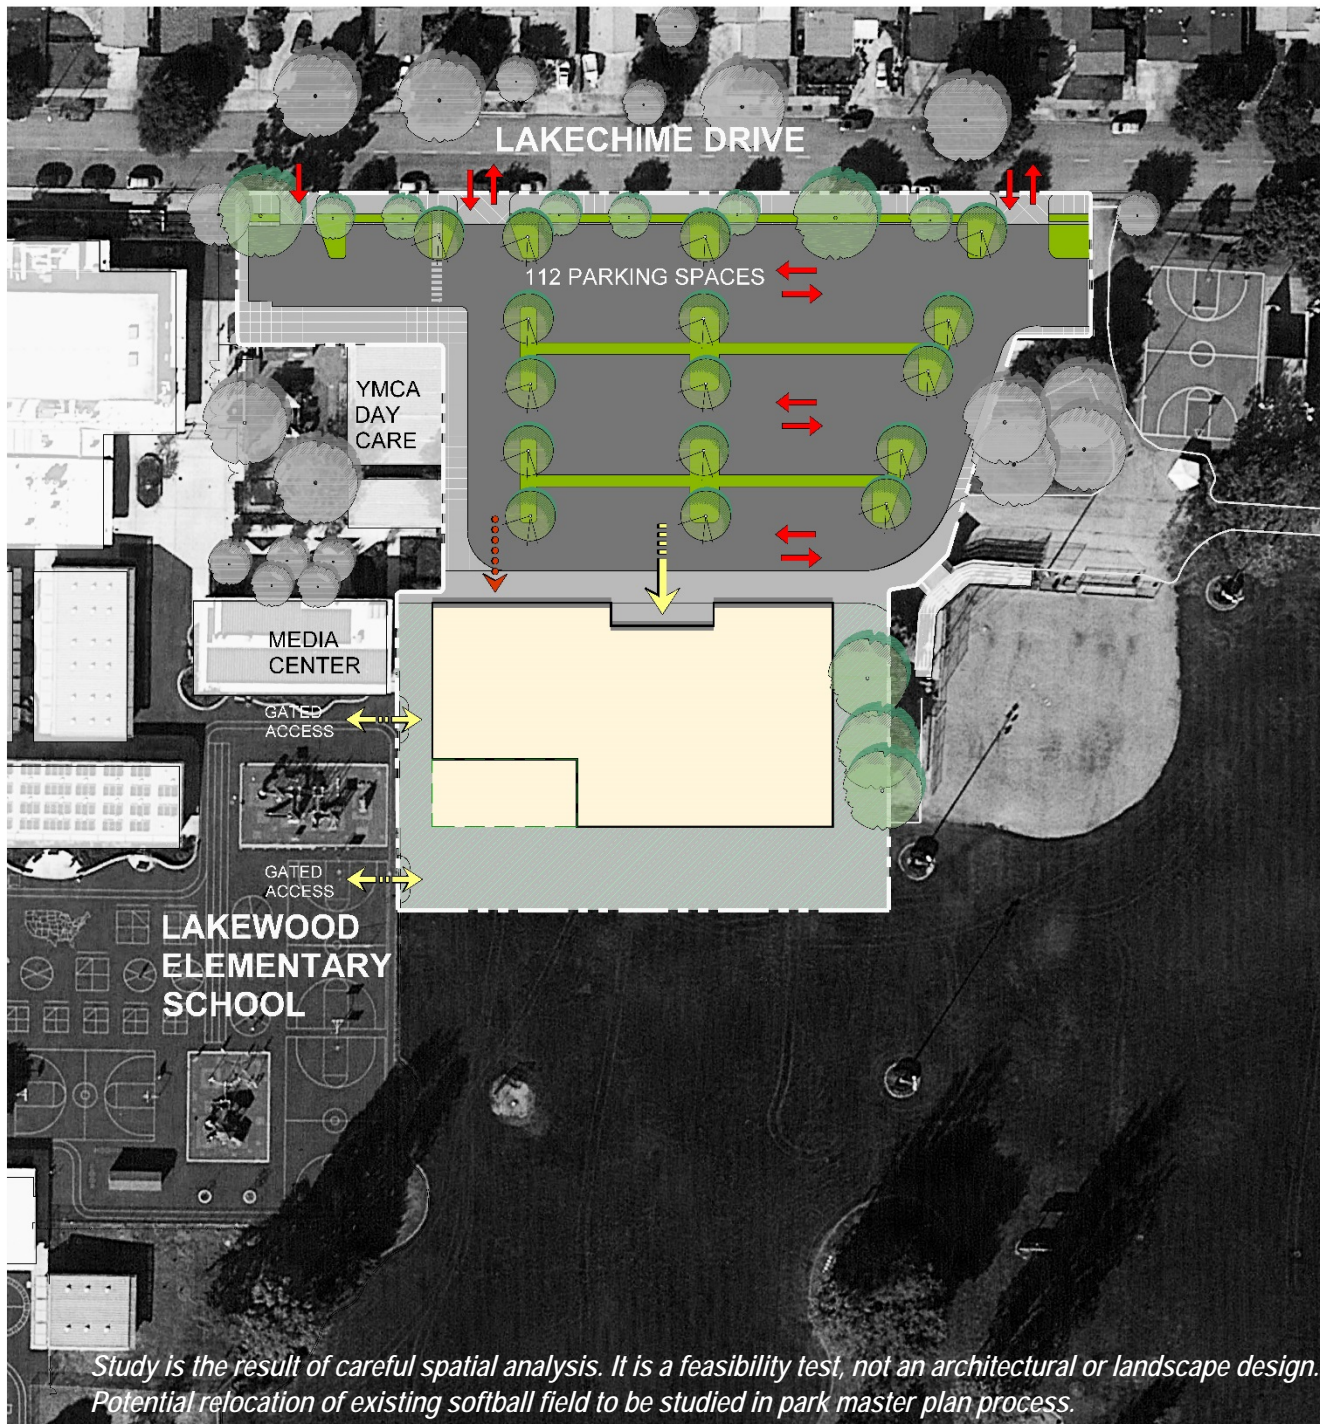 LAKECHIME DRIVE
112 PARKING SPACES
YMCA
DAY
CARE
MEDIA
CENTER
GATED
ACCESS
GATED
ACCESS
LAKEWOOD
ELEMENTARY
SCHOOL
Study is the result of careful spatial analysis. It is a feasibility test, not an architectural or landscape design.
Potential relocation of existing softball field to be studied in park master plan process.